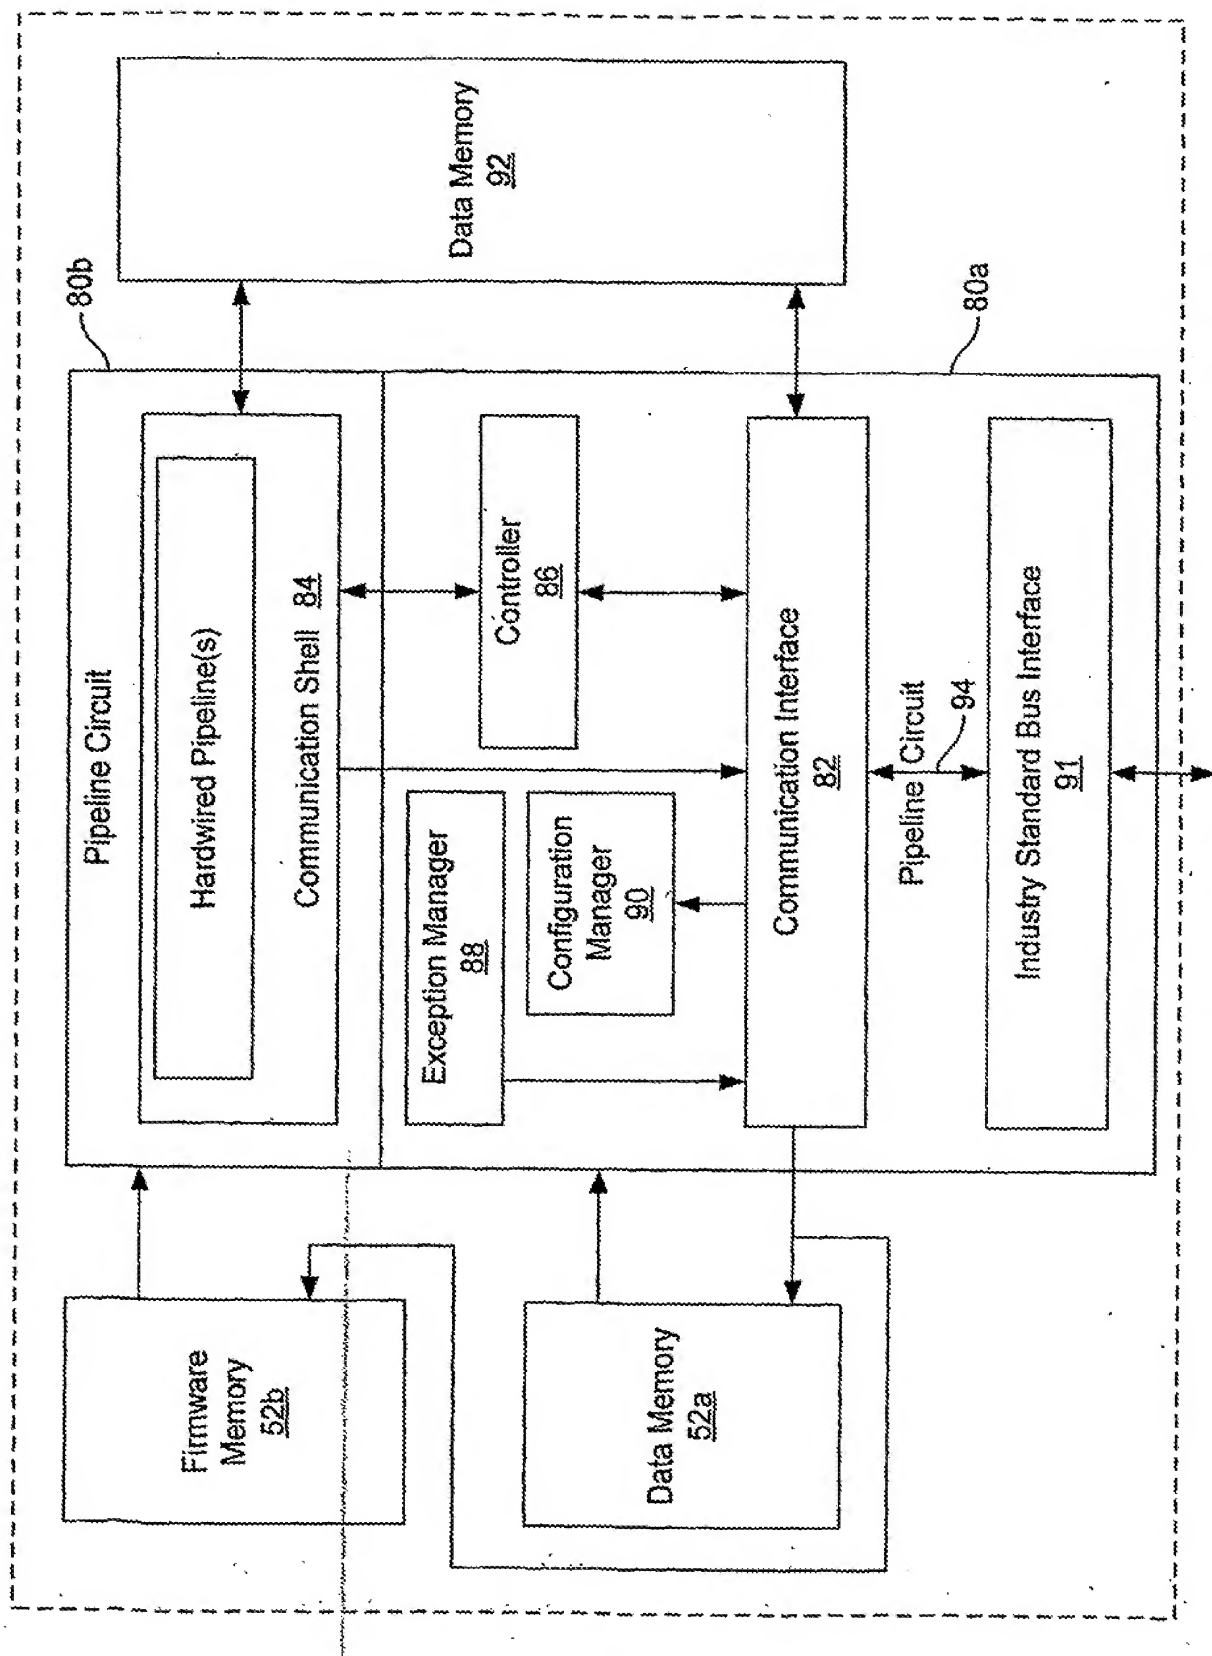 Firmware
Memory
52b
Data Memory
52a
Pipeline Circuit
80b
Hardwired Pipeline(s)
Communication Shell 84
Exception Manager
88
Configuration
Manager
90
Controller
86
Communication Interface
82
Pipeline Circuit
94
Industry Standard Bus Interface
91
80a
Data Memory
92